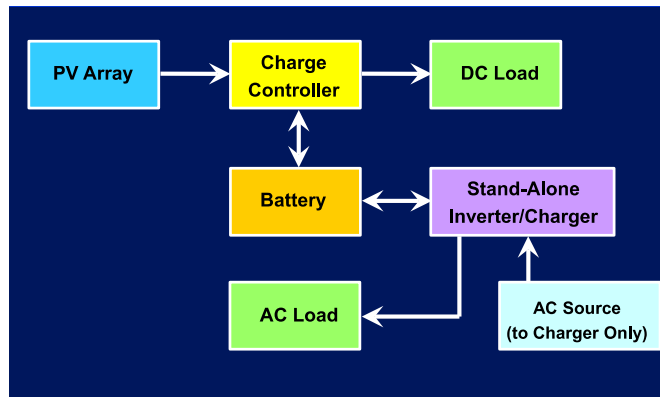 PV Array
Charge
Controller
DC Load
Battery
Stand-Alone
Inverter/Charger
AC Load
AC Source
(to Charger Only)